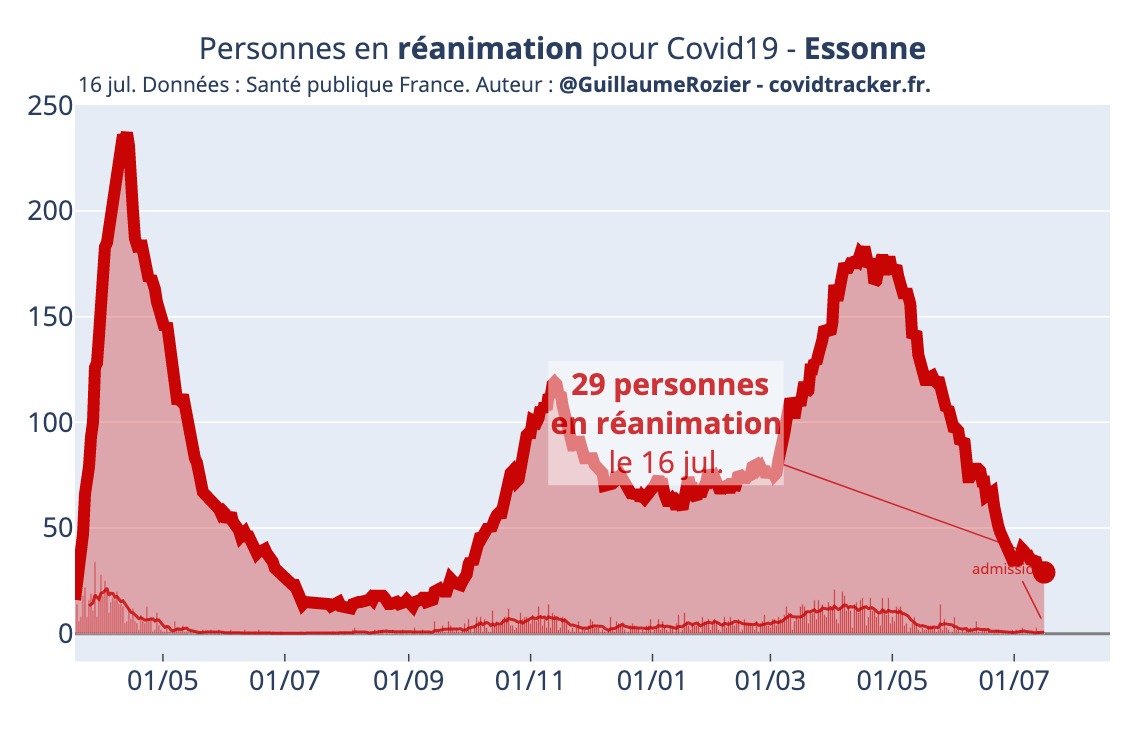 Personnes en réanimation pour Covid19 - Essonne
16 jul. Données : Santé publique France. Auteur : @GuillaumeRozier - covidtracker.fr.
250
200
150
100
50
0
29 personnes
en réanimation
le 16 jul.
01/05
01/07
01/09
01/11
01/01
01/03
01/05
01/07